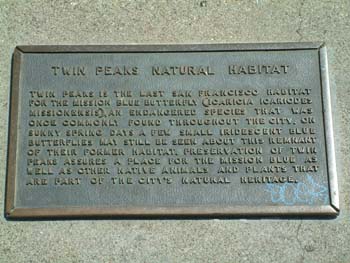 TWIN PEAKS NATURAL HABITAT
TWIN PEAKS IS THE LAST SAN FRANCISCO HABITAT
FOR THE MISSION BLUE BUTTERFLY (ICARICIA ICARIODES
MISSIONENSIS), AN ENDANGERED SPECIES THAT WAS
ONCE COMMONLY FOUND THROUGHOUT THE CITY. ON
SUNNY SPRING DAYS A FEW SMALL IRIDESCENT BLUE
BUTTERFLIES MAY STILL BE SEEN ABOUT THIS REMNANT
OF THEIR FORMER HABITAT. PRESERVATION OF TWIN
PEAKS ASSURES A PLACE FOR THE MISSION BLUE AS
WELL AS OTHER NATIVE ANIMALS AND PLANTS THAT
ARE PART OF THE CITY'S NATURAL HERITAGE.